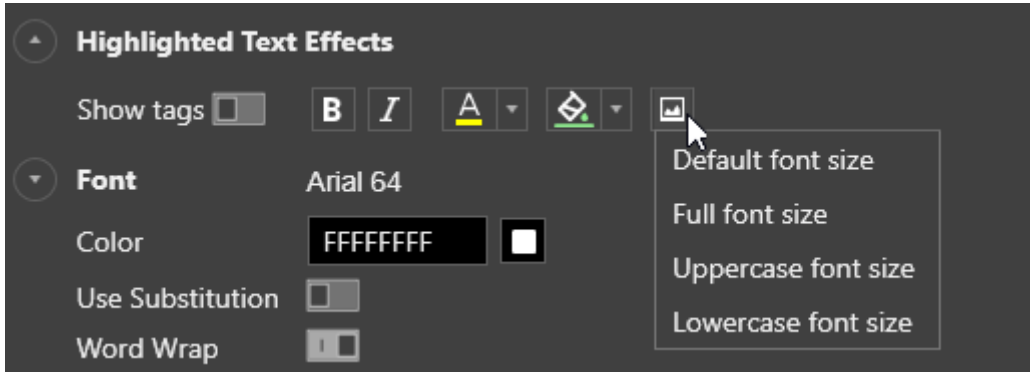 Highlighted Text Effects
Show tags B I A
Default font size
Font Arial 64
Full font size
Color FFFFFFFF
Uppercase font size
Use Substitution
Lowercase font size
Word Wrap